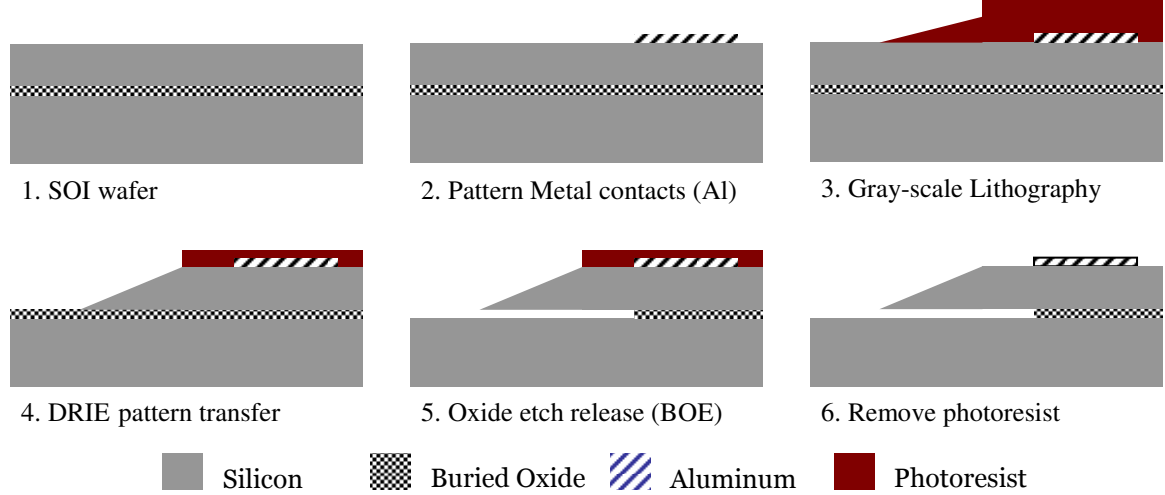 1. SOI wafer
2. Pattern Metal contacts (Al)
3. Gray-scale Lithography
4. DRIE pattern transfer
5. Oxide etch release (BOE)
6. Remove photoresist
Silicon
Buried Oxide
Aluminum
Photoresist